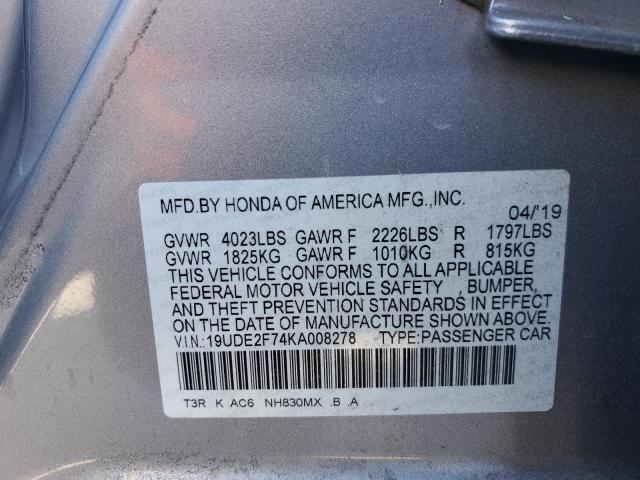 MFD.BY HONDA OF AMERICA MFG.,INC.
04/'19
GVWR 4023LBS GAWR F 2226LBS R 1797LBS
GVWR 1825KG GAWR F 1010KG R 815KG
THIS VEHICLE CONFORMS TO ALL APPLICABLE
FEDERAL MOTOR VEHICLE SAFETY , BUMPER,
AND THEFT PREVENTION STANDARDS IN EFFECT
ON THE DATE OF MANUFACTURE SHOWN ABOVE.
V.I.N.:19UDE2F74KA008278 TYPE:PASSENGER CAR
T3R K AC6 NH830MX .B .A